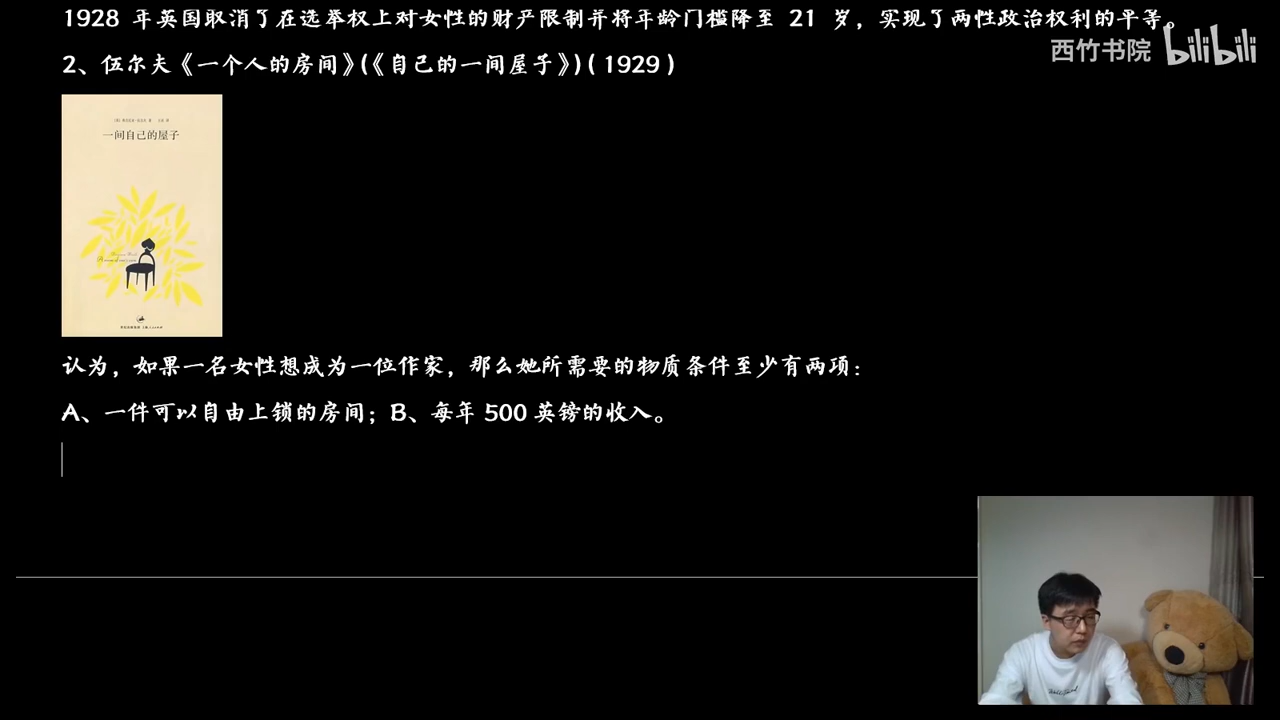 1928 年英国取消了在选举权上对女性的财产限制并将年龄门槛降至 21 岁，实现了两性政治权利的平等。
西竹书院 bilibili
2、伍尔夫《一个人的房间》(《自己的一间屋子》)（1929）
一间自己的屋子
认为，如果一名女性想成为一位作家，那么她所需要的物质条件至少有两项：
A、一件可以自由上锁的房间；B、每年 500 英镑的收入。